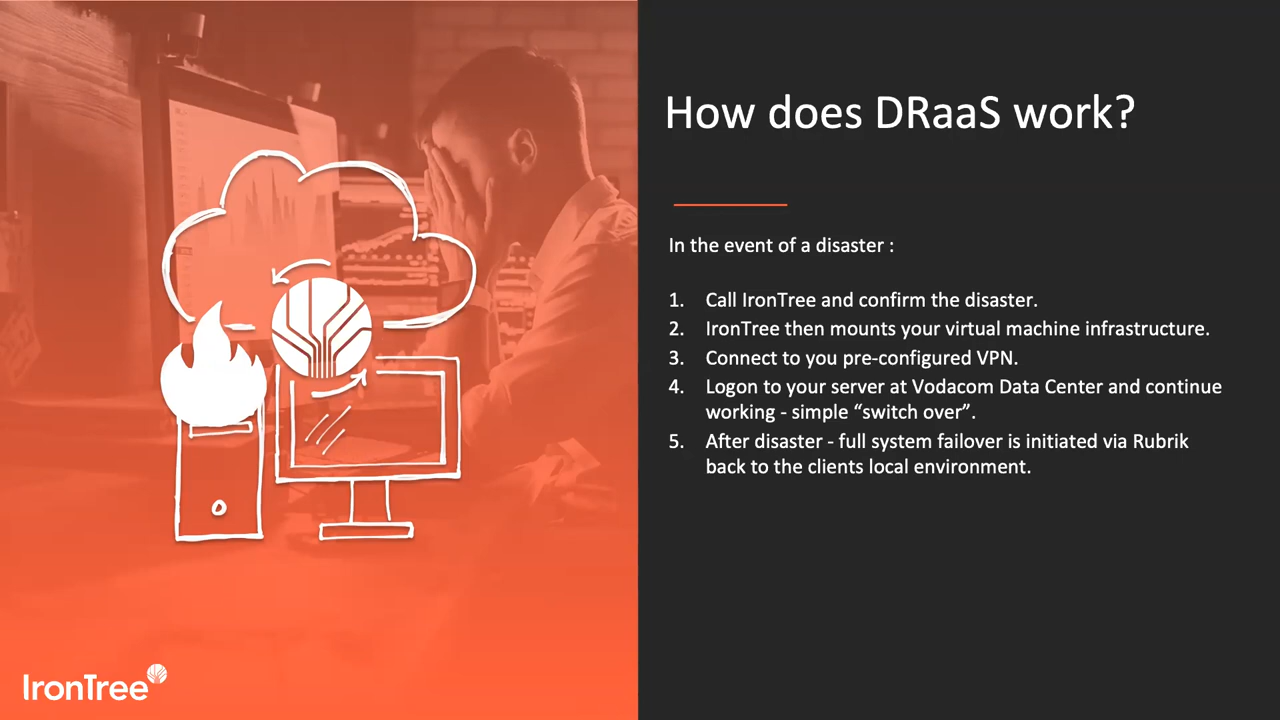 How does DRaaS work?
In the event of a disaster :
1. Call IronTree and confirm the disaster.
2. IronTree then mounts your virtual machine infrastructure.
3. Connect to you pre-configured VPN.
4. Logon to your server at Vodacom Data Center and continue
working - simple “switch over”.
5. After disaster - full system failover is initiated via Rubrik
back to the clients local environment.
IronTree